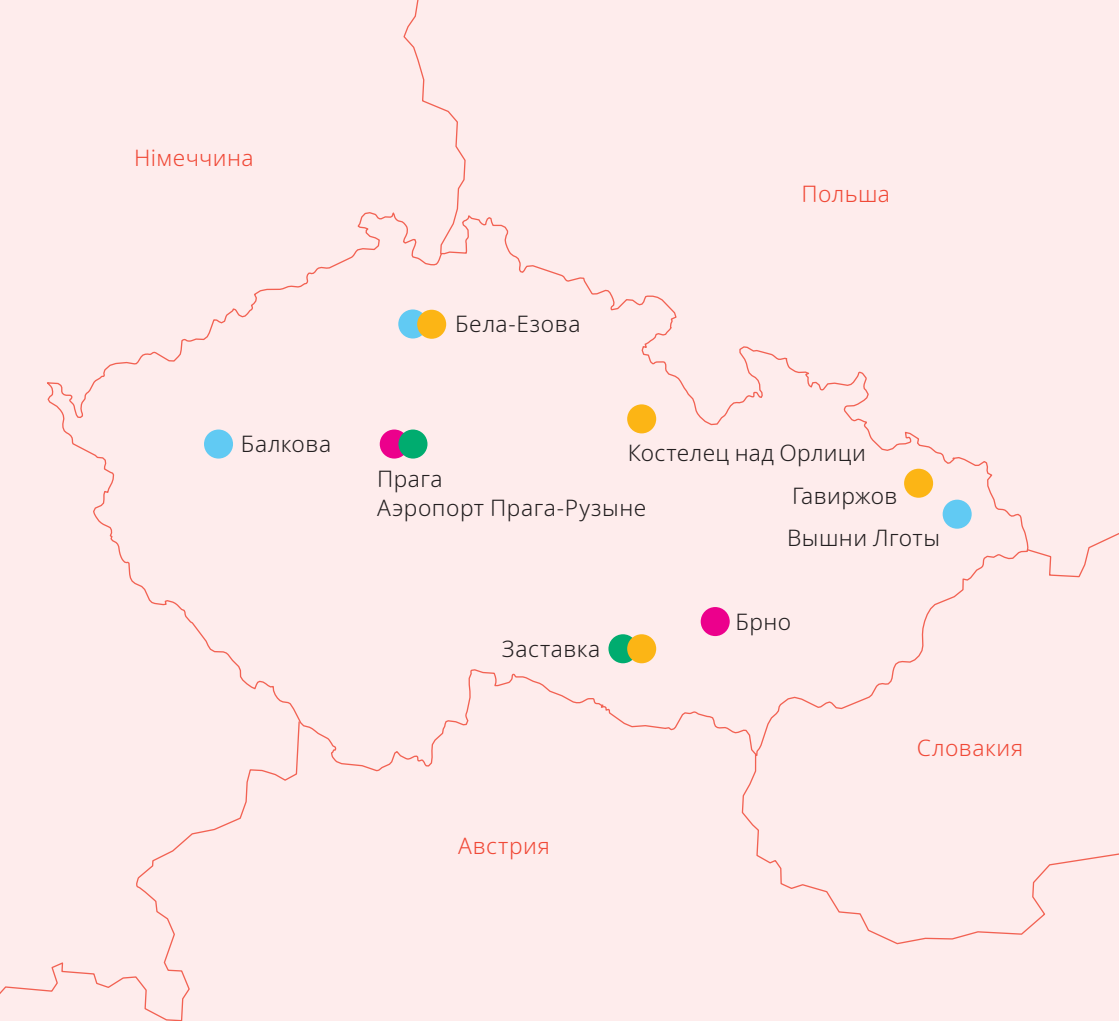 Німеччина
Польша
Бела-Езова
Балкова
Прага
Аэропорт Прага-Рузыне
Костелец над Орлици
Гавиржов
Вышни Лготы
Брно
Заставка
Словакия
Австрия